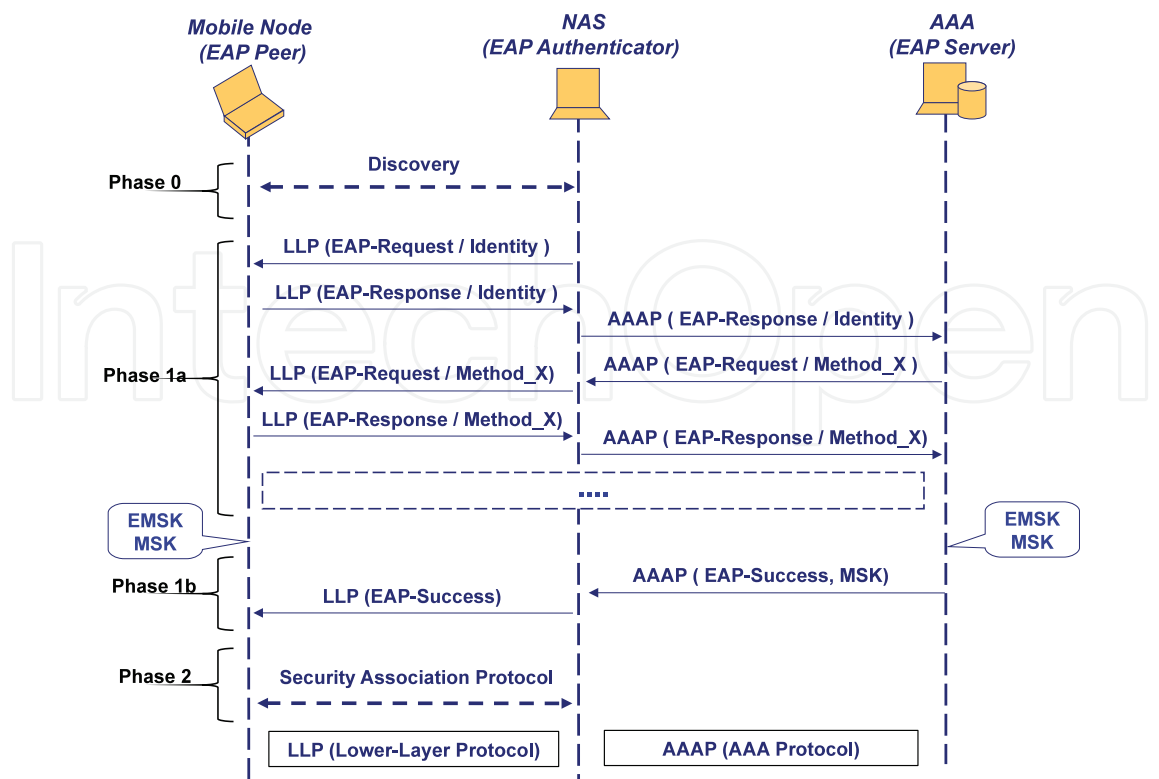 Mobile Node
(EAP Peer)
NAS
(EAP Authenticator)
AAA
(EAP Server)
Phase 0
Discovery
IntechOpen
LLP (EAP-Request / Identity )
LLP (EAP-Response / Identity )
AAAP ( EAP-Response / Identity )
Phase 1a
AAAP ( EAP-Request / Method_X )
LLP (EAP-Request / Method_X)
LLP (EAP-Response / Method_X)
AAAP ( EAP-Response / Method_X)
....
EMSK
MSK
EMSK
MSK
Phase 1b
AAAP ( EAP-Success, MSK)
LLP (EAP-Success)
Phase 2
Security Association Protocol
LLP (Lower-Layer Protocol)
AAAP (AAA Protocol)